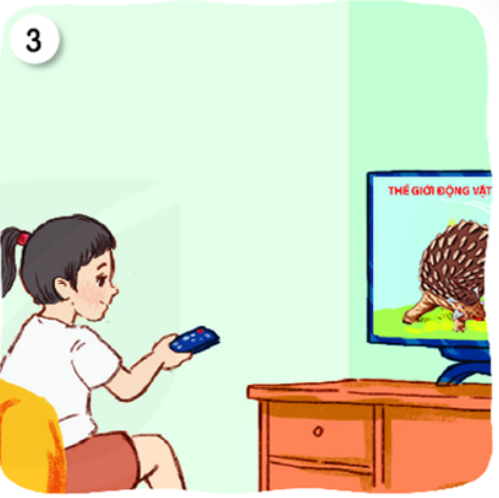 3
THẾ GIỚI ĐỘNG VẬT